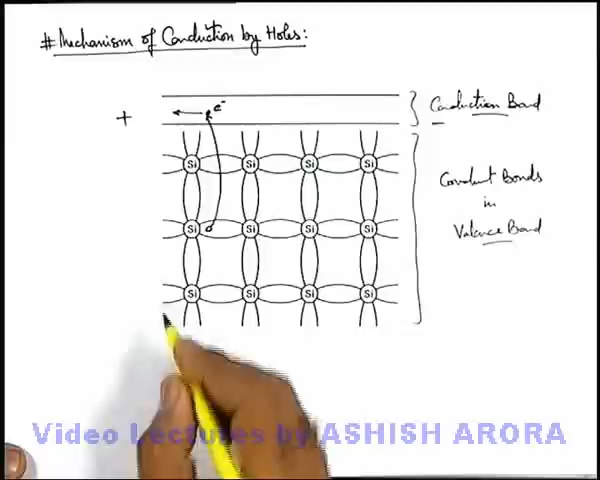 # Mechanism of Conduction by Holes:
+
e-
Conduction Band
Si Si Si Si
Covalent Bonds
in
Valence Band
Si Si Si Si
Si Si Si Si
Video Lectures by ASHISH ARORA